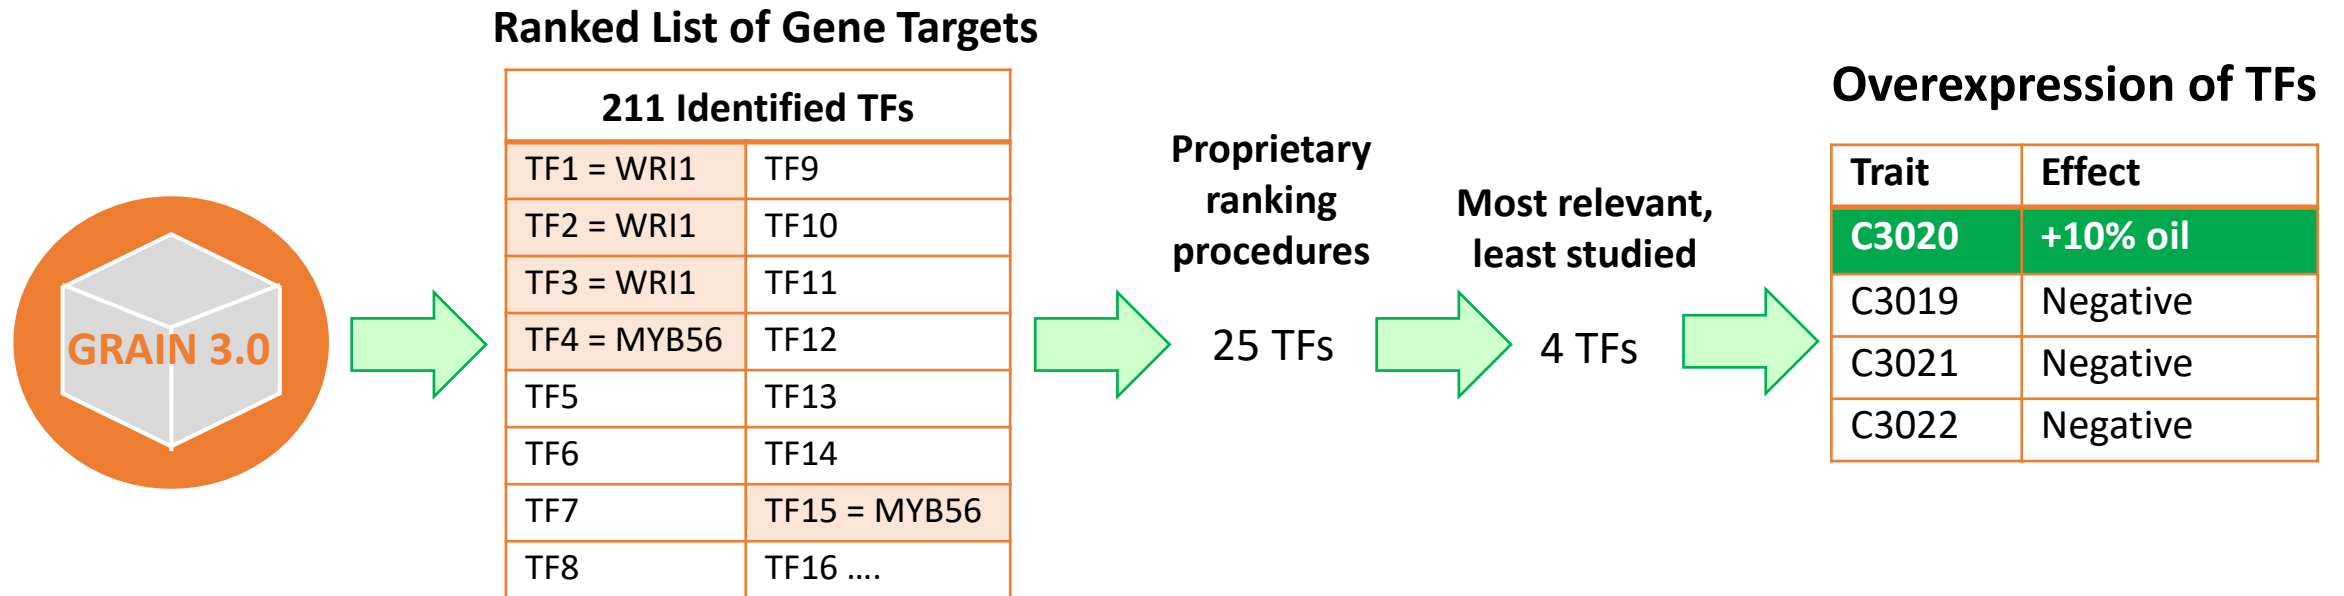 Ranked List of Gene Targets
211 Identified TFs
TF1 = WRI1 TF9
TF2 = WRI1 TF10
TF3 = WRI1 TF11
TF4 = MYB56 TF12
TF5 TF13
TF6 TF14
TF7 TF15 = MYB56
TF8 TF16 ....
GRAIN 3.0
Proprietary
ranking
procedures
25 TFs
Most relevant,
least studied
4 TFs
Overexpression of TFs
Trait Effect
C3020 +10% oil
C3019 Negative
C3021 Negative
C3022 Negative